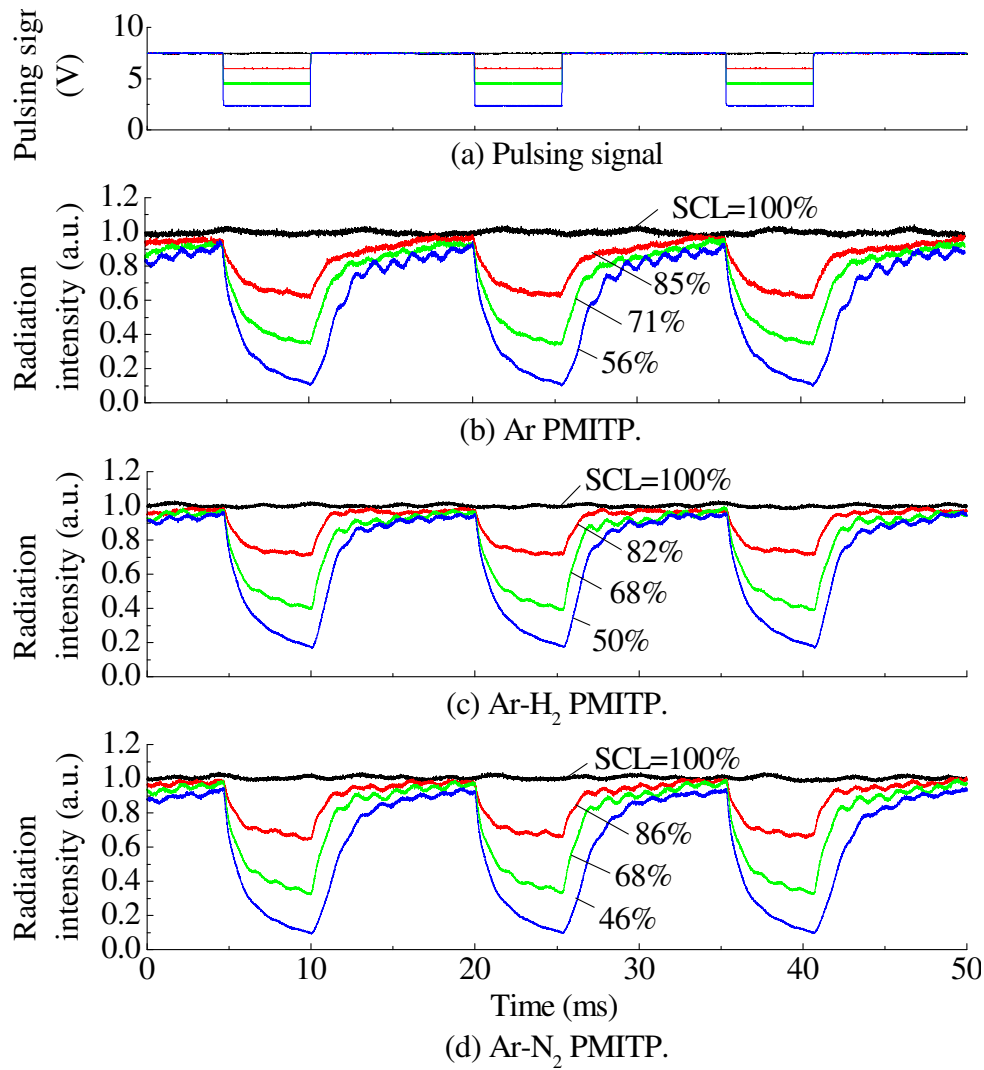 Pulsing sigr
(V)
10
5
0
(a) Pulsing signal
Radiation
intensity (a.u.)
1.2
1.0
0.8
0.6
0.4
0.2
0.0
SCL=100%
85%
71%
56%
(b) Ar PMITP.
Radiation
intensity (a.u.)
1.2
1.0
0.8
0.6
0.4
0.2
0.0
SCL=100%
82%
68%
50%
(c) Ar-H₂ PMITP.
Radiation
intensity (a.u.)
1.2
1.0
0.8
0.6
0.4
0.2
0.0
SCL=100%
86%
68%
46%
0 10 20 30 40 50
Time (ms)
(d) Ar-N₂ PMITP.